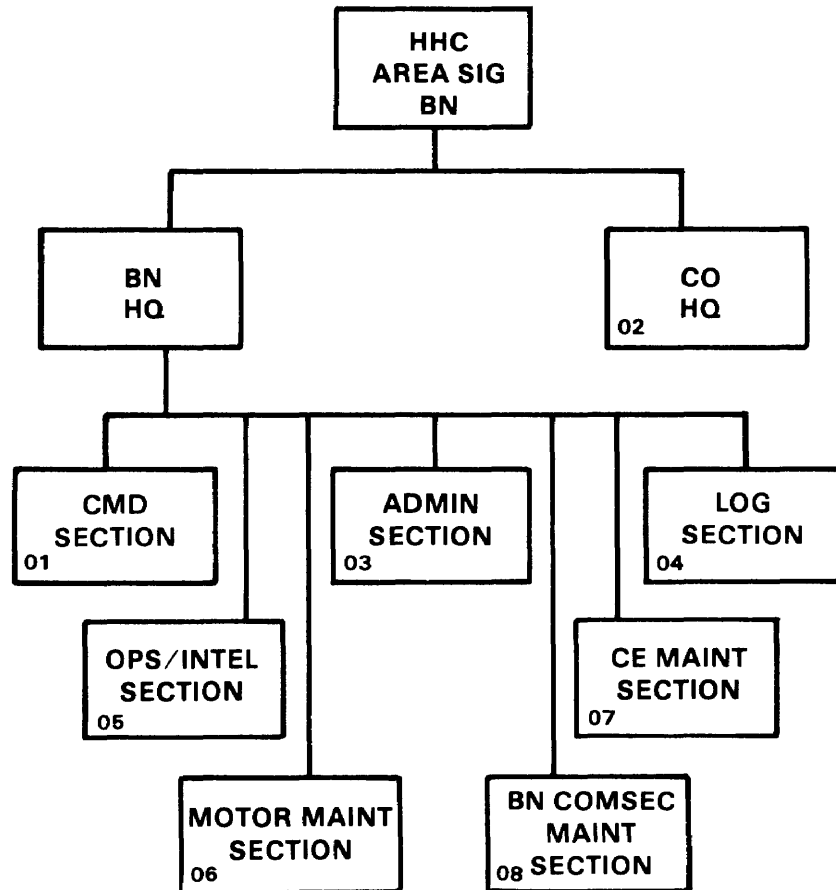 HHC
AREA SIG
BN
BN
HQ
CO
HQ
02
CMD
SECTION
01
ADMIN
SECTION
03
LOG
SECTION
04
OPS/INTEL
SECTION
05
CE MAINT
SECTION
07
MOTOR MAINT
SECTION
06
BN COMSEC
MAINT
08 SECTION